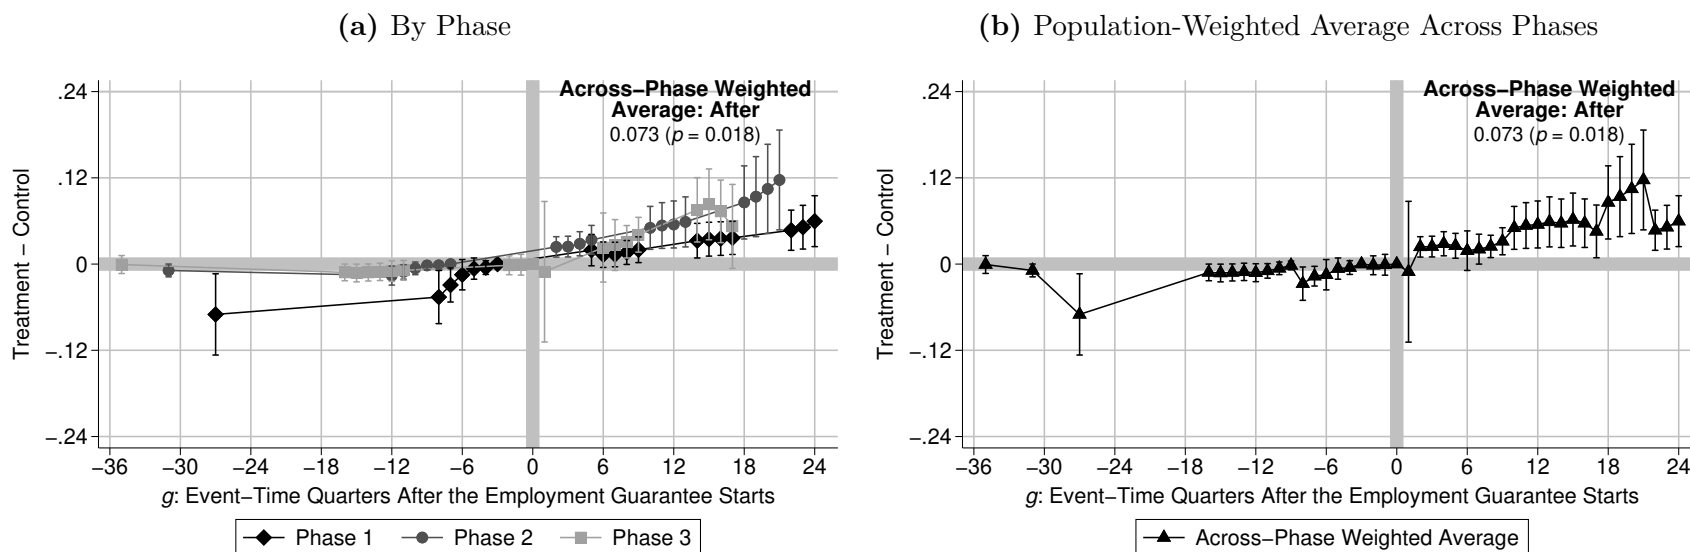 (a) By Phase
Across−Phase Weighted
Average: After
0.073 (p = 0.018)
.24
.12
0
−.12
−.24
Treatment − Control
−36 −30 −24 −18 −12 −6 0 6 12 18 24
g: Event−Time Quarters After the Employment Guarantee Starts
Phase 1 Phase 2 Phase 3
(b) Population-Weighted Average Across Phases
Across−Phase Weighted
Average: After
0.073 (p = 0.018)
.24
.12
0
−.12
−.24
Treatment − Control
−36 −30 −24 −18 −12 −6 0 6 12 18 24
g: Event−Time Quarters After the Employment Guarantee Starts
Across−Phase Weighted Average